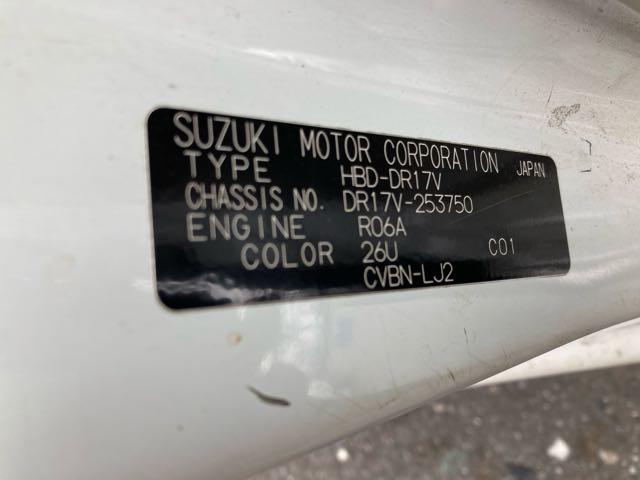 SUZUKI MOTOR CORPORATION JAPAN
TYPE HBD-DR17V
CHASSIS NO. DR17V-253750
ENGINE R06A
COLOR 26U C01
CVBN-LJ2